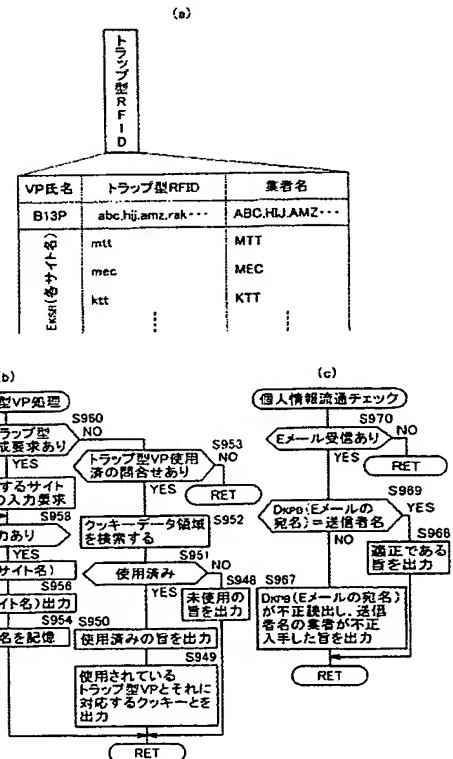 (a)
トラップ型RFID
VP氏名 トラップ型RFID 業者名
B13P abc,hij,amz,rak・・・ ABC,HIJ,AMZ・・・
EKSB(各サイト名)
mtt MTT
mec MEC
ktt KTT
(b)
型VP処理
S960
ラップ型
成要求あり
NO
YES
するサイト
の入力要求
S958
力あり
YES
サイト名)
S956
イト名)出力
S954
名を記憶
トラップ型VP使用
済の問合せあり
S953
NO
RET
YES
クッキーデータ領域
を検索する
S952
S951
使用済み
NO
YES
S948
未使用の
旨を出力
S950
使用済みの旨を出力
S949
使用されている
トラップ型VPとそれに
対応するクッキーとを
出力
RET
(c)
個人情報流通チェック
S970
Eメール受信あり
NO
RET
YES
S969
DKPB(Eメールの
宛名)=送信者名
YES
NO
S968
適正である
旨を出力
S967
DKPB(Eメールの宛名)
が不正読出し、送信
者名の業者が不正
入手した旨を出力
RET